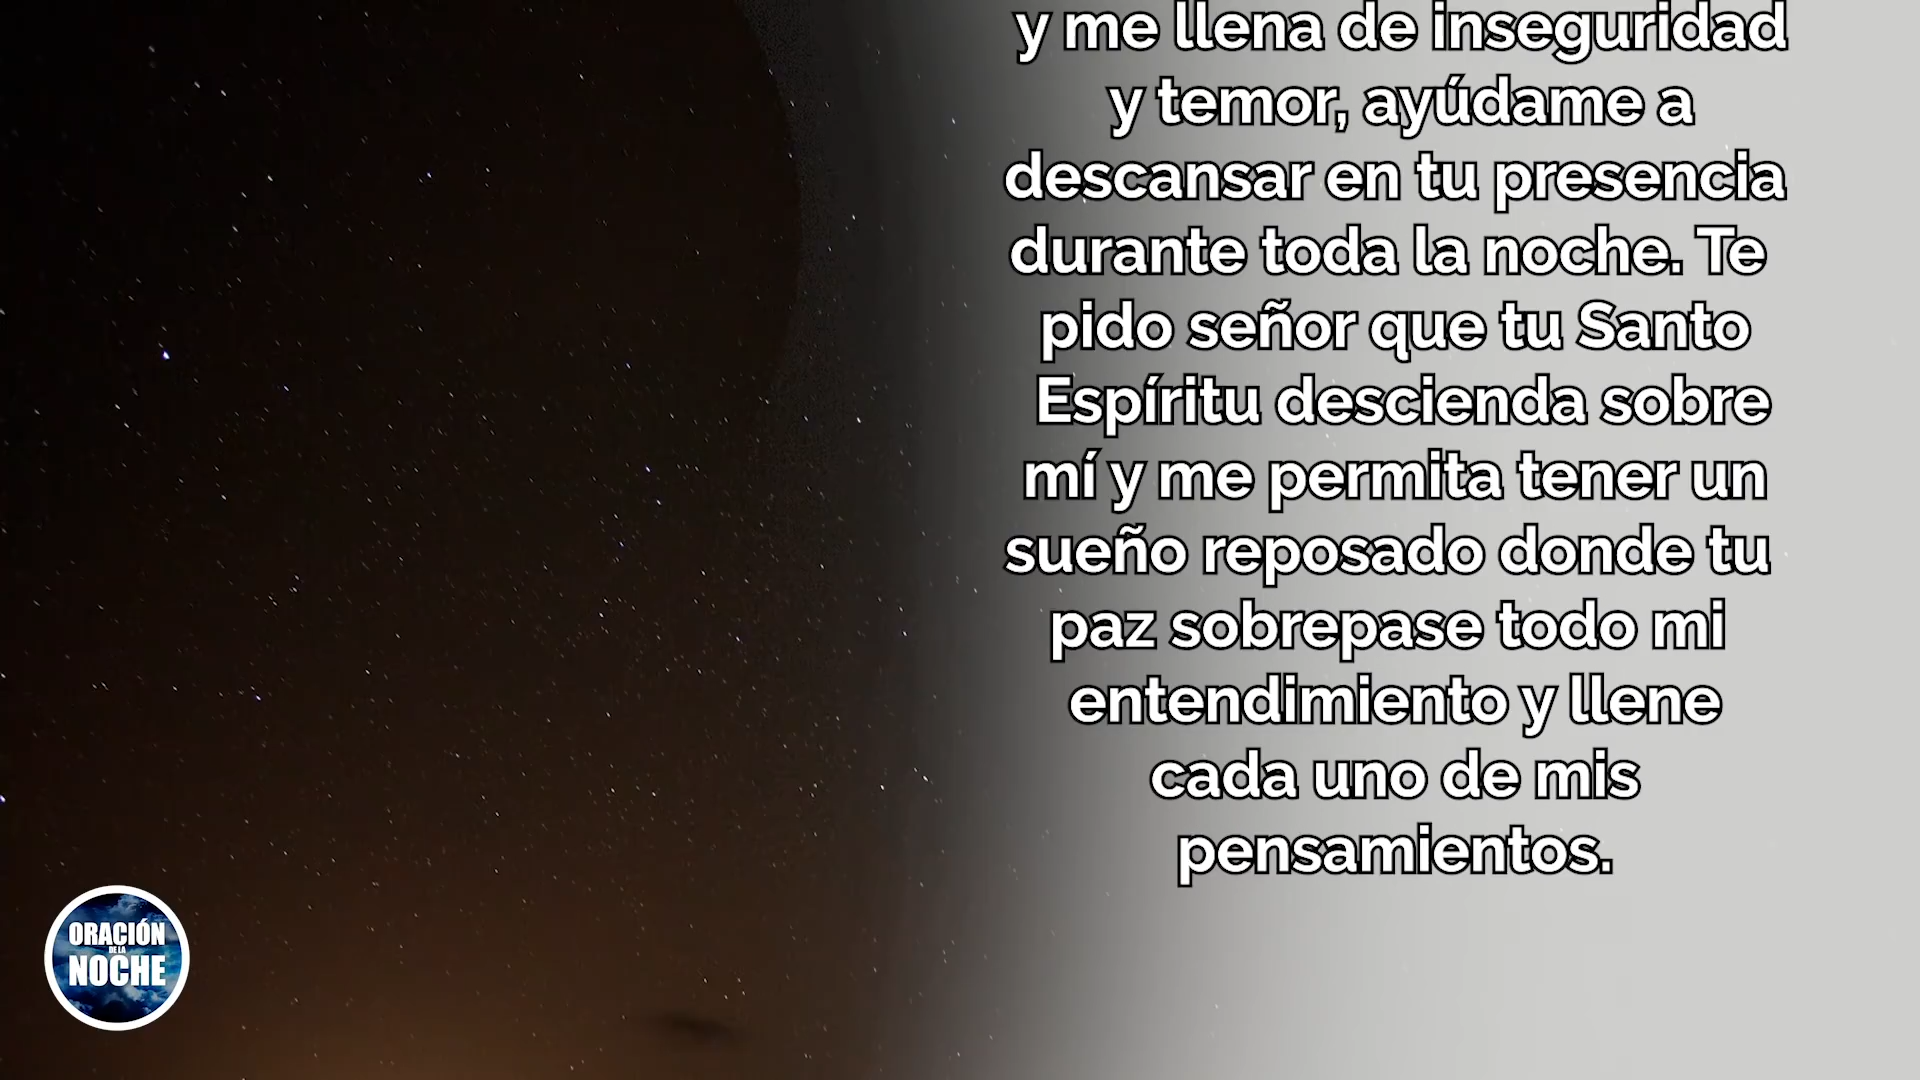 y me llena de inseguridad
y temor, ayúdame a
descansar en tu presencia
durante toda la noche. Te
pido señor que tu Santo
Espíritu descienda sobre
mí y me permita tener un
sueño reposado donde tu
paz sobrepase todo mi
entendimiento y llene
cada uno de mis
pensamientos.
ORACIÓN
DE LA
NOCHE